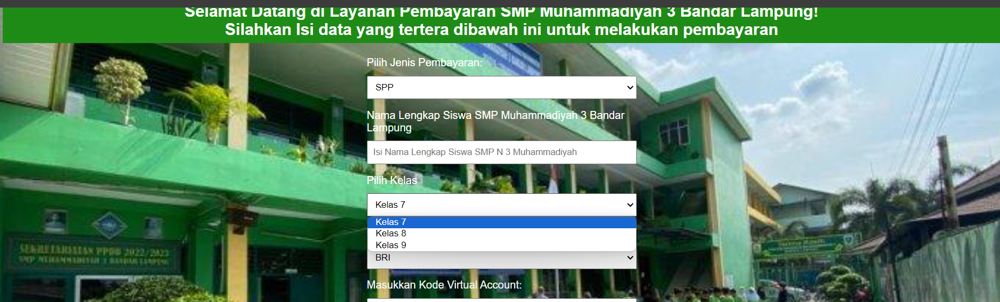 Selamat Datang di Layanan Pembayaran SMP Muhammadiyah 3 Bandar Lampung!
Silahkan Isi data yang tertera dibawah ini untuk melakukan pembayaran
Pilih Jenis Pembayaran:
SPP
Nama Lengkap Siswa SMP Muhammadiyah 3 Bandar
Lampung
Isi Nama Lengkap Siswa SMP N 3 Muhammadiyah
Pilih Kelas
Kelas 7
Kelas 7
Kelas 8
Kelas 9
BRI
Masukkan Kode Virtual Account:
SEKRETARIATAN PPDB 2022/2023
SMP MUHAMMADIYAH 3 BANDAR LAMPUNG